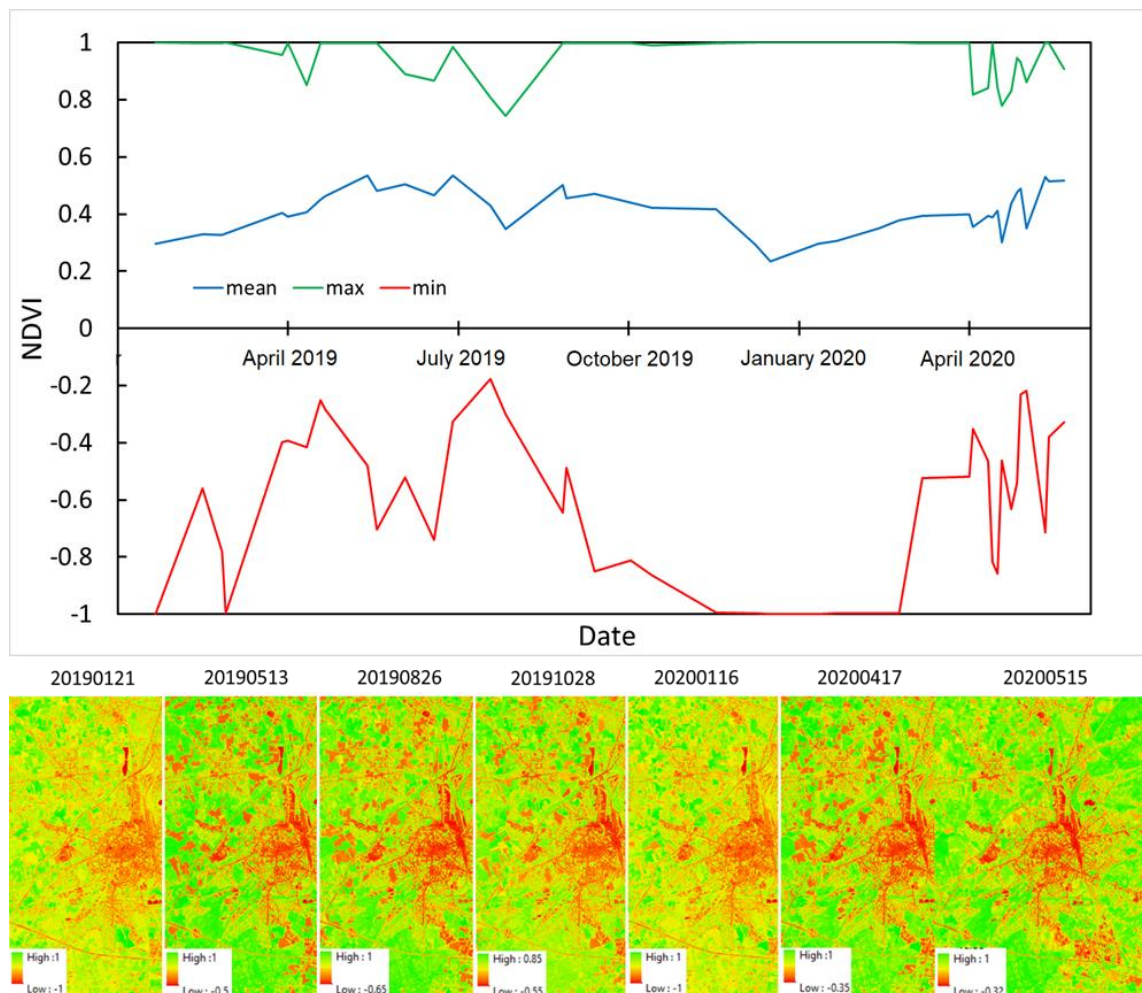 1
0.8
0.6
0.4
0.2
mean max min
0
NDVI
April 2019 July 2019 October 2019 January 2020 April 2020
-0.2
-0.4
-0.6
-0.8
-1
Date
20190121 20190513 20190826 20191028 20200116 20200417 20200515
High : 1 High : 1 High : 1 High : 0.85 High : 1 High :1 High : 1
Low : -1 Low : -0.5 Low : -0.65 Low : -0.55 Low : -1 Low : -0.35 Low : -0.32